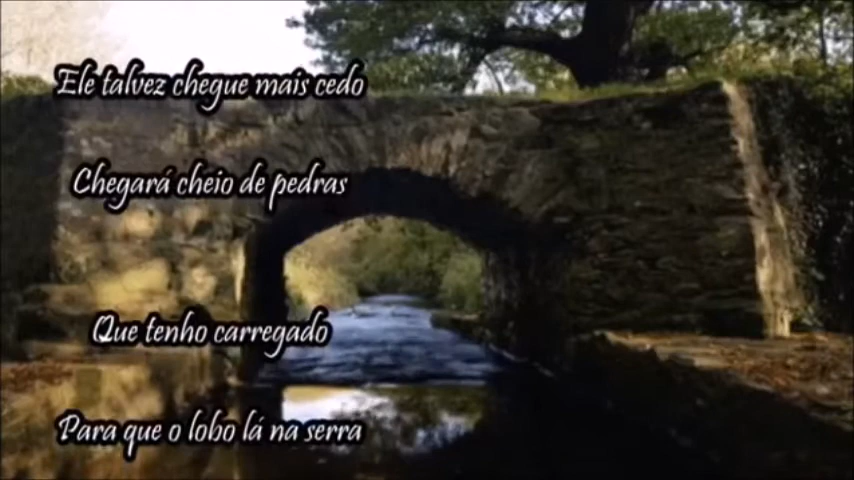 Ele talvez chegue mais cedo
Chegará cheio de pedras
Que tenho carregado
Para que o lobo lá na serra